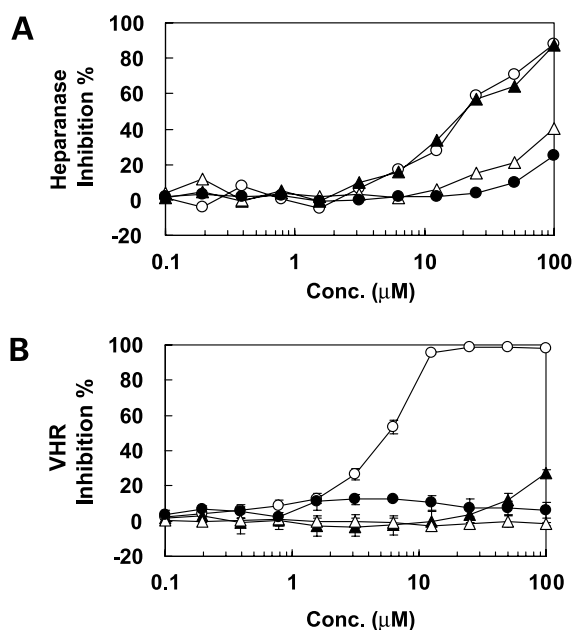 A
Heparanase
Inhibition %
100
80
60
40
20
0
-20
0.1 1 10 100
Conc. (μM)
B
VHR
Inhibition %
100
80
60
40
20
0
-20
0.1 1 10 100
Conc. (μM)